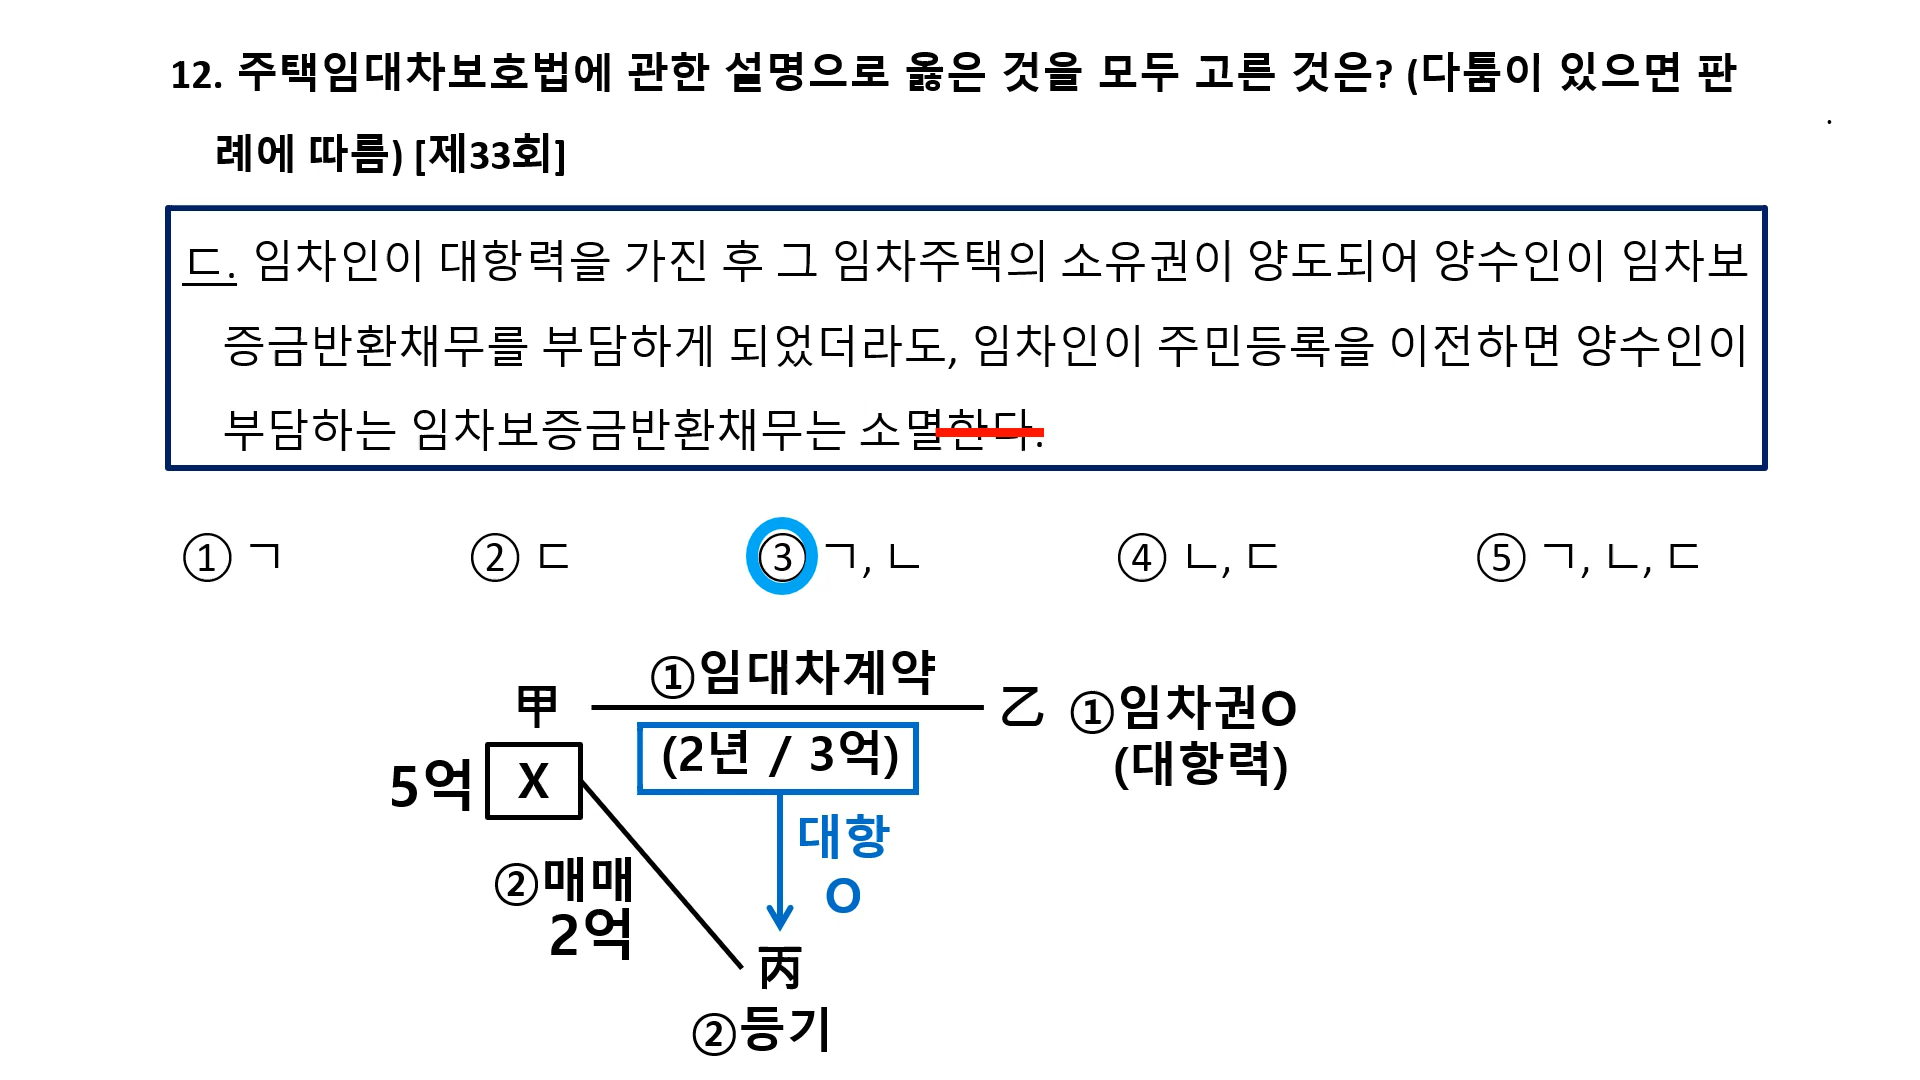 12. 주택임대차보호법에 관한 설명으로 옳은 것을 모두 고른 것은? (다툼이 있으면 판
례에 따름) [제33회]
ㄷ. 임차인이 대항력을 가진 후 그 임차주택의 소유권이 양도되어 양수인이 임차보
증금반환채무를 부담하게 되었더라도, 임차인이 주민등록을 이전하면 양수인이
부담하는 임차보증금반환채무는 소멸한다.
① ㄱ ② ㄷ ③ ㄱ, ㄴ ④ ㄴ, ㄷ ⑤ ㄱ, ㄴ, ㄷ
①임대차계약
甲 乙 ①임차권O
(2년 / 3억) (대항력)
5억 X
대항
O
②매매
2억
丙
②등기